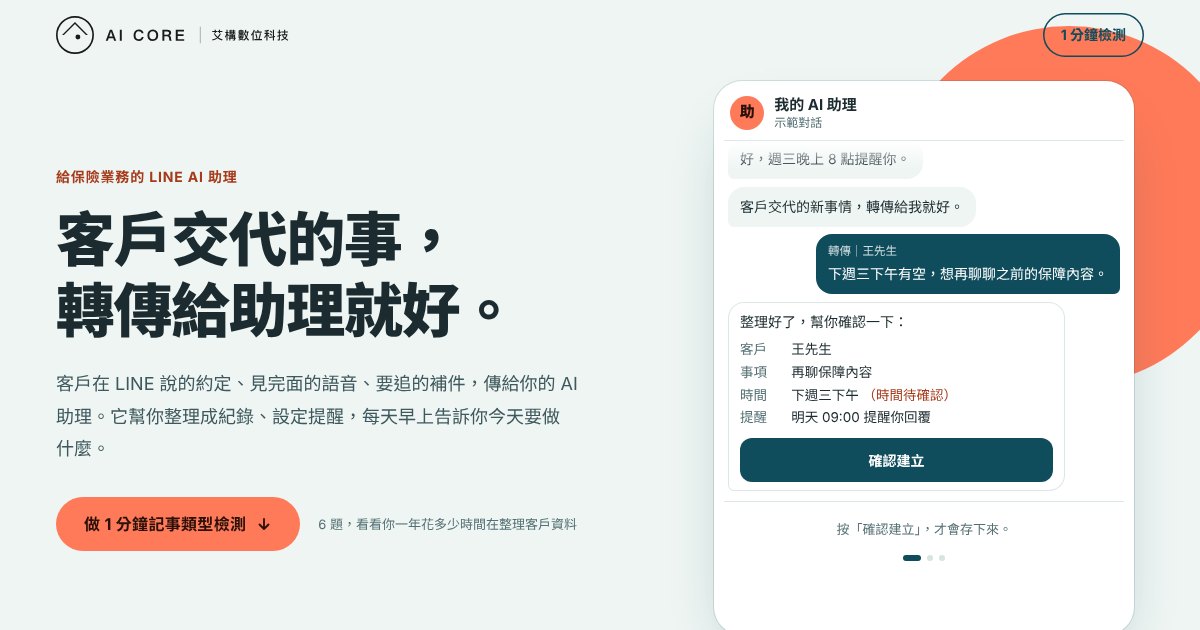 AI CORE | 艾構數位科技
1 分鐘檢測
給保險業務的 LINE AI 助理
客戶交代的事，
轉傳給助理就好。
客戶在 LINE 說的約定、見完面的語音、要追的補件，傳給你的 AI
助理。它幫你整理成紀錄、設定提醒，每天早上告訴你今天要做
什麼。
做 1 分鐘記事類型檢測 ↓
6 題，看看你一年花多少時間在整理客戶資料
助
我的 AI 助理
示範對話
好，週三晚上 8 點提醒你。
客戶交代的新事情，轉傳給我就好。
轉傳｜王先生
下週三下午有空，想再聊聊之前的保障內容。
整理好了，幫你確認一下：
客戶 王先生
事項 再聊保障內容
時間 下週三下午（時間待確認）
提醒 明天 09:00 提醒你回覆
確認建立
按「確認建立」，才會存下來。